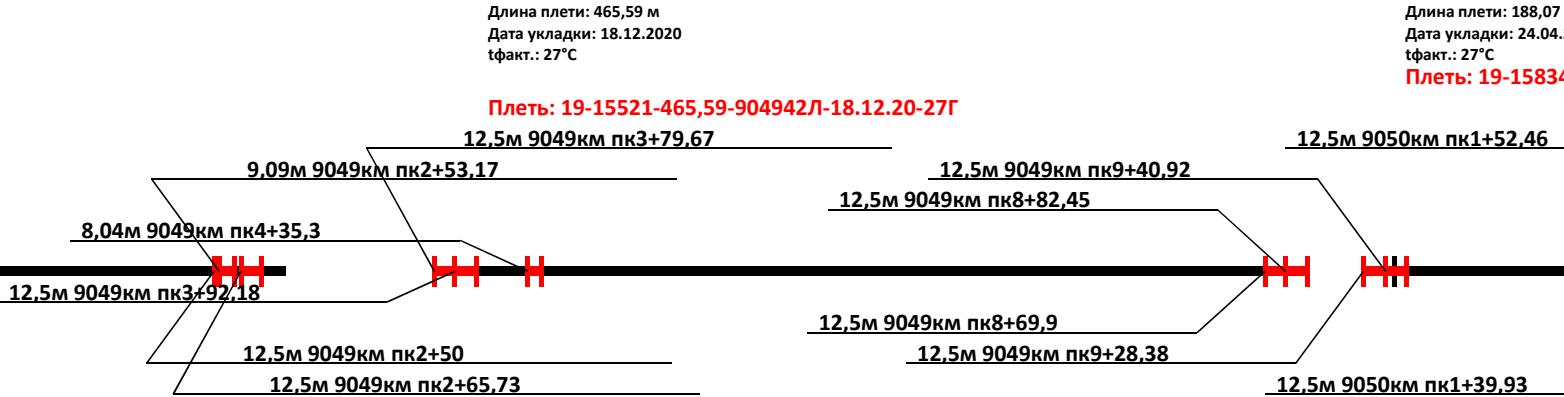 Длина плети: 465,59 м
Дата укладки: 18.12.2020
tфакт.: 27°С
Плеть: 19-15521-465,59-904942Л-18.12.20-27Г
Длина плети: 188,07
Дата укладки: 24.04.
tфакт.: 27°С
Плеть: 19-15834
12,5м 9049км пк3+79,67
12,5м 9050км пк1+52,46
9,09м 9049км пк2+53,17
12,5м 9049км пк9+40,92
12,5м 9049км пк8+82,45
8,04м 9049км пк4+35,3
12,5м 9049км пк3+92,18
12,5м 9049км пк8+69,9
12,5м 9049км пк2+50
12,5м 9049км пк9+28,38
12,5м 9049км пк2+65,73
12,5м 9050км пк1+39,93